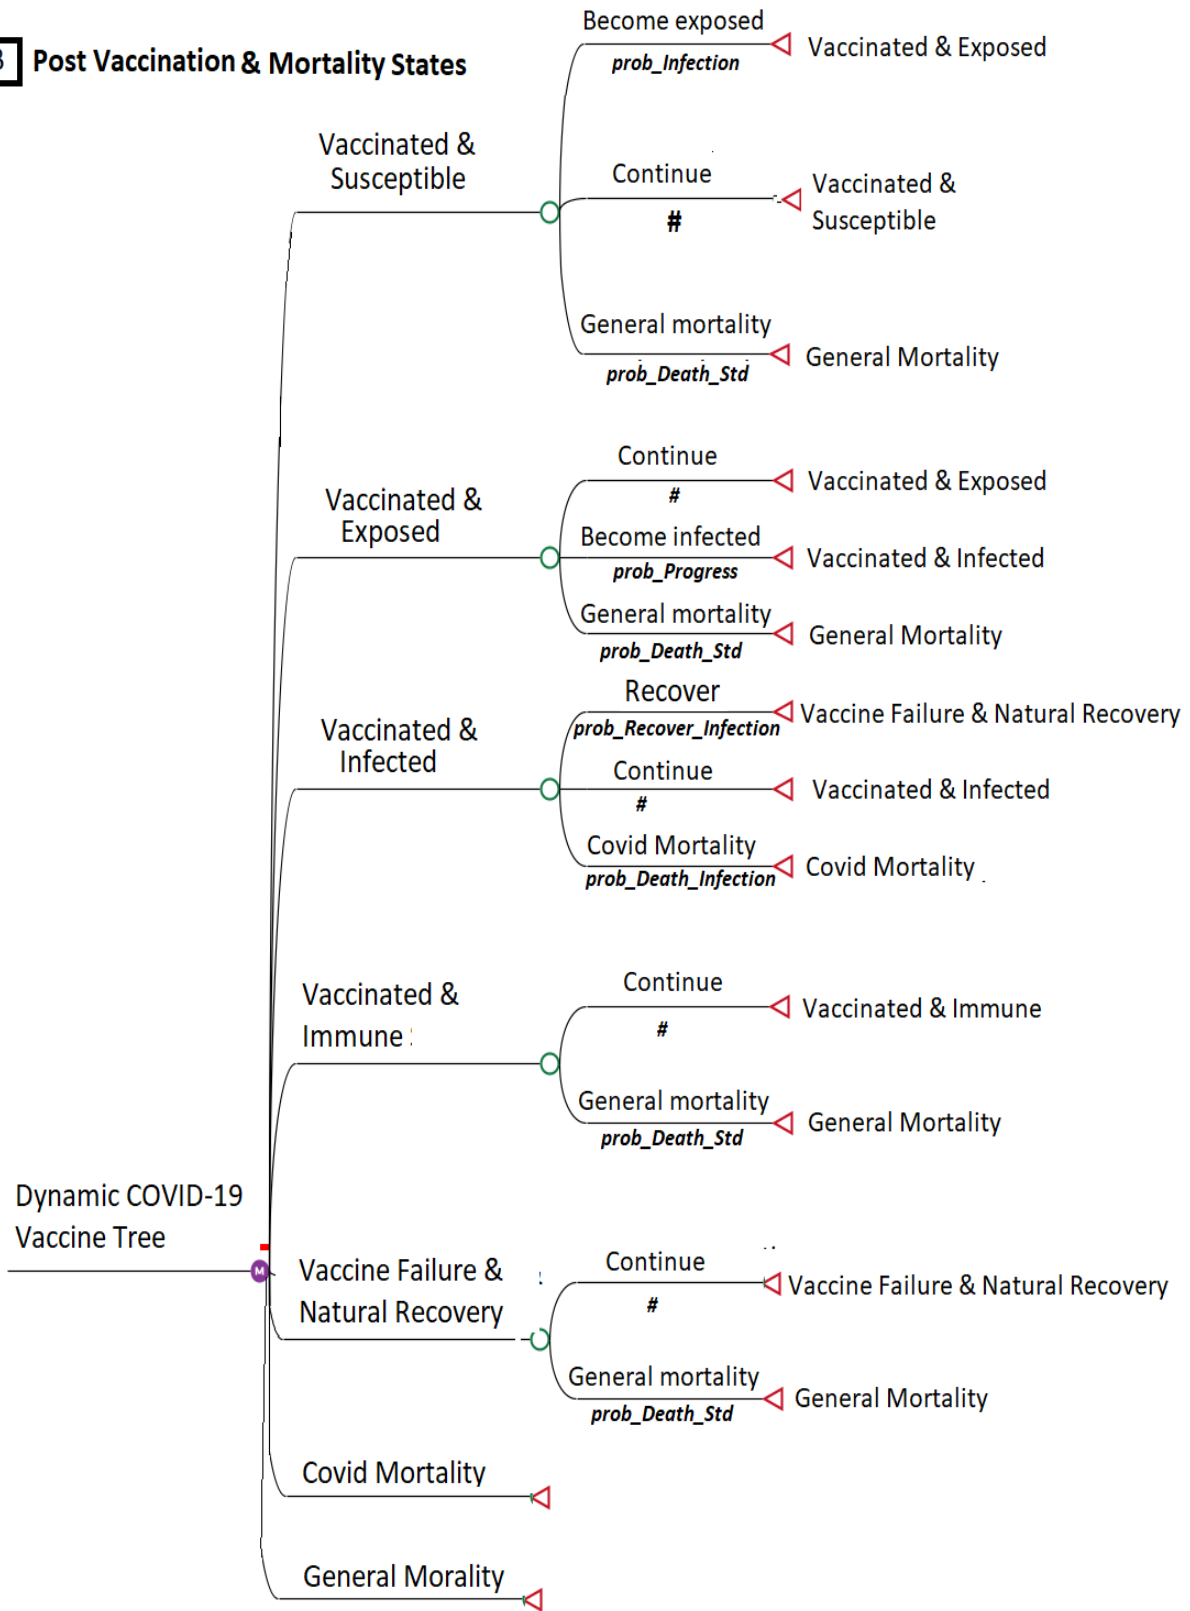 Post Vaccination & Mortality States
Become exposed
prob_Infection
Vaccinated & Exposed
Vaccinated &
Susceptible
Continue
#
Vaccinated &
Susceptible
General mortality
prob_Death_Std
General Mortality
Vaccinated &
Exposed
Continue
#
Vaccinated & Exposed
Become infected
prob_Progress
Vaccinated & Infected
General mortality
prob_Death_Std
General Mortality
Vaccinated &
Infected
Recover
prob_Recover_Infection
Vaccine Failure & Natural Recovery
Continue
#
Vaccinated & Infected
Covid Mortality
prob_Death_Infection
Covid Mortality
Vaccinated &
Immune
Continue
#
Vaccinated & Immune
General mortality
prob_Death_Std
General Mortality
Dynamic COVID-19
Vaccine Tree
M
Vaccine Failure &
Natural Recovery
Continue
#
Vaccine Failure & Natural Recovery
General mortality
prob_Death_Std
General Mortality
Covid Mortality
General Morality